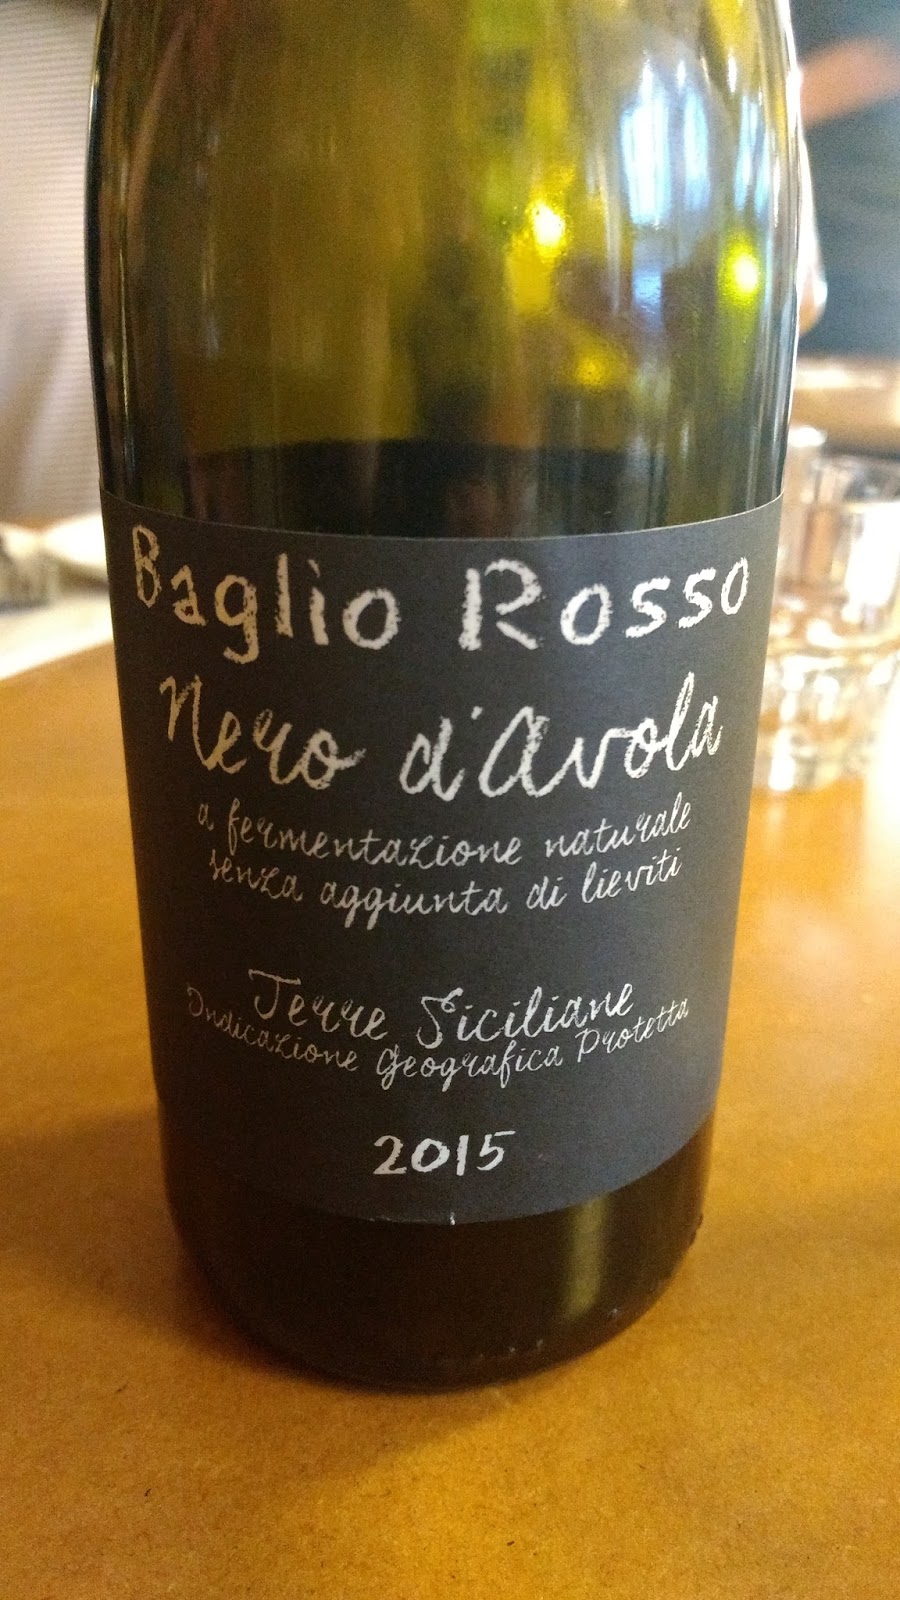 Baglio Rosso
Nero d'Avola
a fermentazione naturale
senza aggiunta di lieviti
Terre Siciliane
Indicazione Geografica Protetta
2015